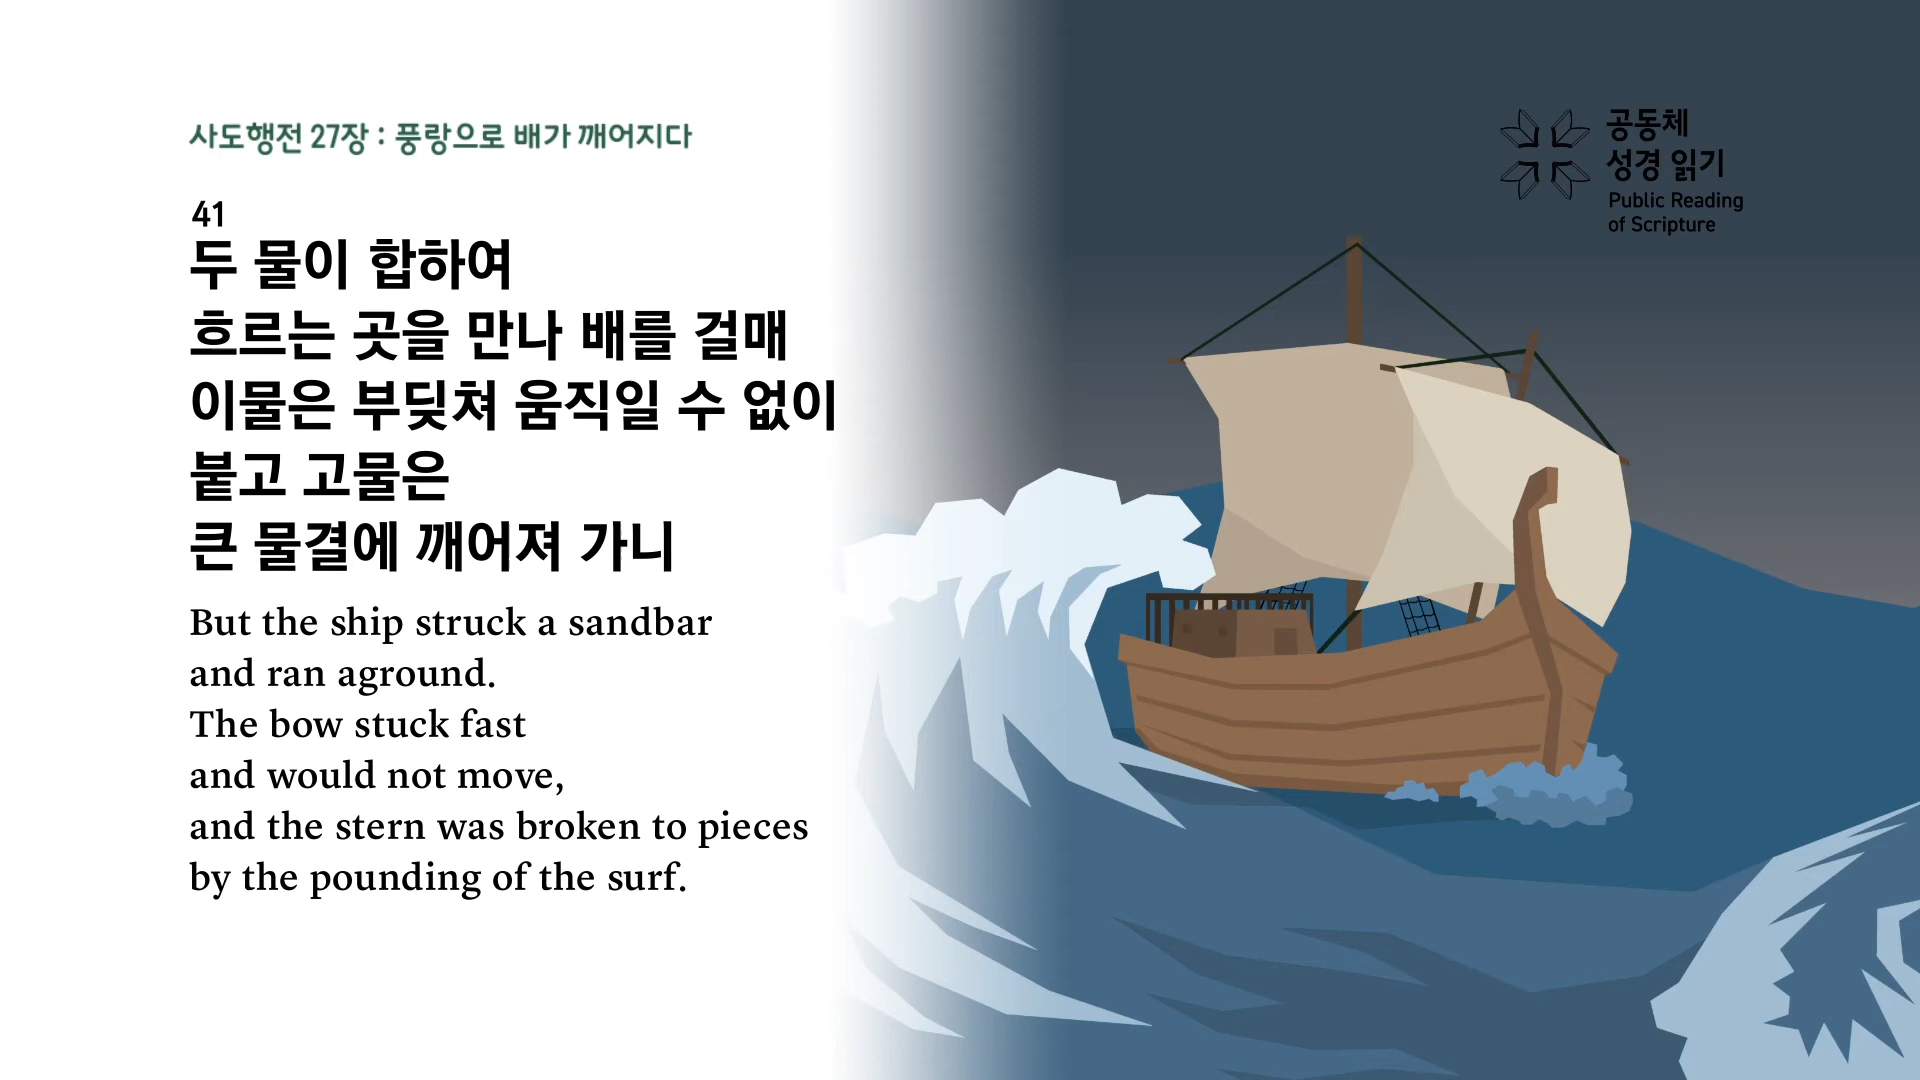 사도행전 27장 : 풍랑으로 배가 깨어지다
41
두 물이 합하여
흐르는 곳을 만나 배를 걸매
이물은 부딪쳐 움직일 수 없이
붙고 고물은
큰 물결에 깨어져 가니
But the ship struck a sandbar
and ran aground.
The bow stuck fast
and would not move,
and the stern was broken to pieces
by the pounding of the surf.
공동체
성경 읽기
Public Reading
of Scripture